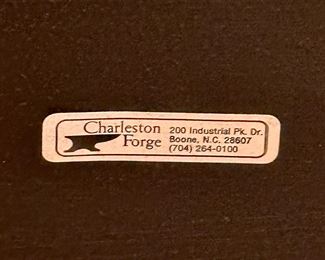 Charleston
Forge
200 Industrial Pk. Dr.
Boone, N.C. 28607
(704) 264-0100